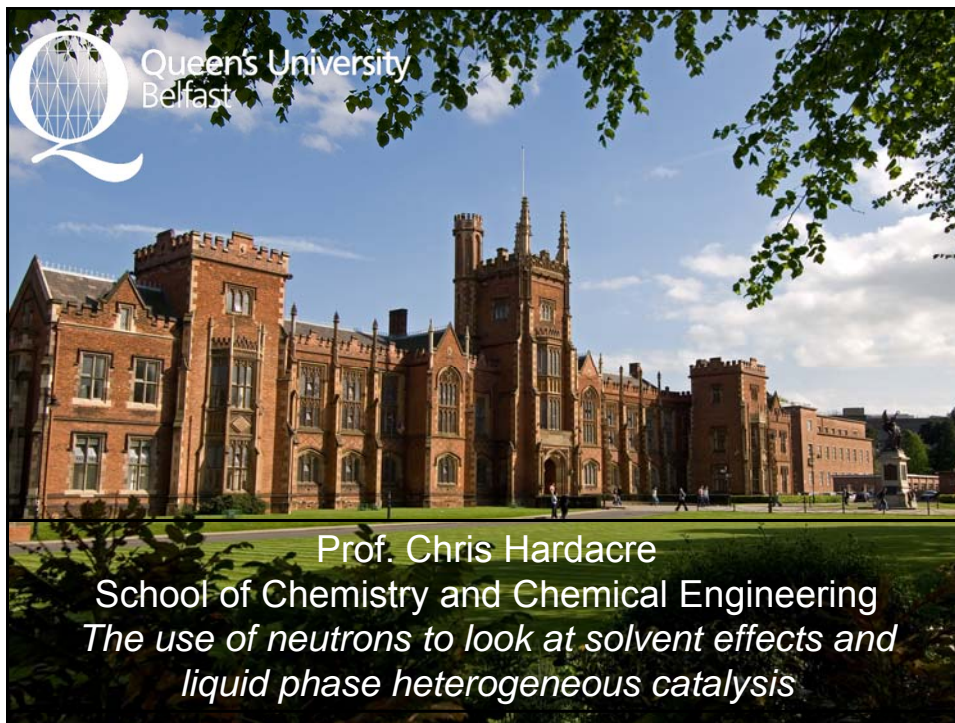 Queen's University
Belfast
Prof. Chris Hardacre
School of Chemistry and Chemical Engineering
The use of neutrons to look at solvent effects and
liquid phase heterogeneous catalysis